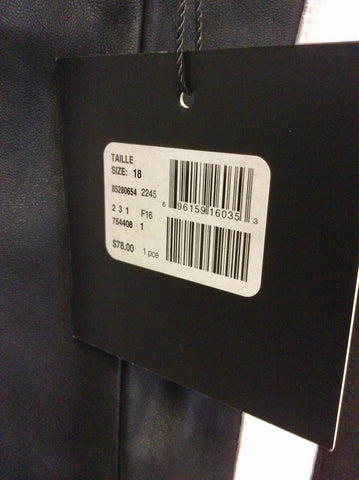 TAILLE
SIZE: 18
85280654 2245
6 96159 16035 3
2 3 1 F16
754408 1
$78.00 1 pce